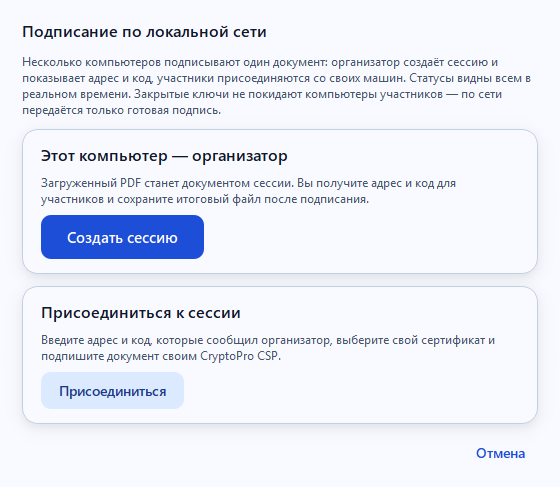 Подписание по локальной сети
Несколько компьютеров подписывают один документ: организатор создаёт сессию и
показывает адрес и код, участники присоединяются со своих машин. Статусы видны всем в
реальном времени. Закрытые ключи не покидают компьютеры участников — по сети
передаётся только готовая подпись.
Этот компьютер — организатор
Загруженный PDF станет документом сессии. Вы получите адрес и код для
участников и сохраните итоговый файл после подписания.
Создать сессию
Присоединиться к сессии
Введите адрес и код, которые сообщил организатор, выберите свой сертификат и
подпишите документ своим CryptoPro CSP.
Присоединиться
Отмена